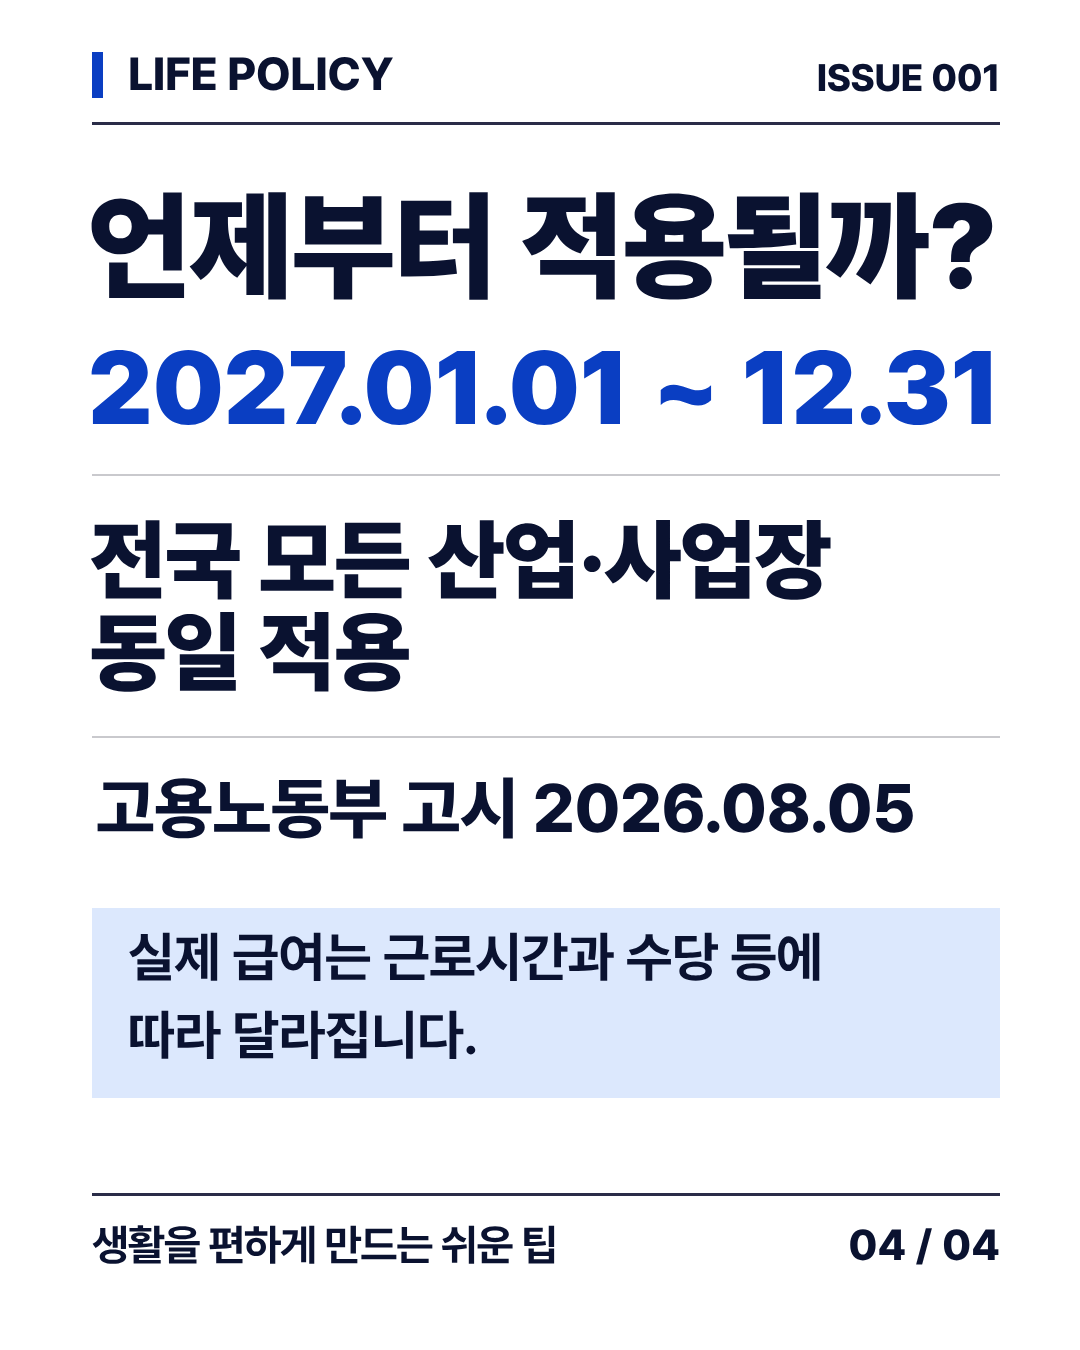 LIFE POLICY
ISSUE 001
언제부터 적용될까?
2027.01.01 ~ 12.31
전국 모든 산업·사업장
동일 적용
고용노동부 고시 2026.08.05
실제 급여는 근로시간과 수당 등에
따라 달라집니다.
생활을 편하게 만드는 쉬운 팁
04 / 04